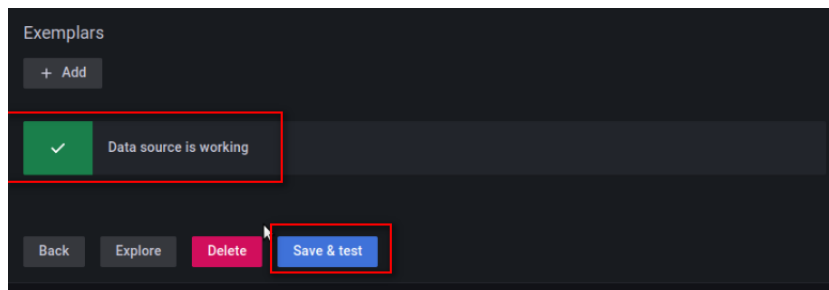 Exemplars
+ Add
Data source is working
Back Explore Delete Save & test